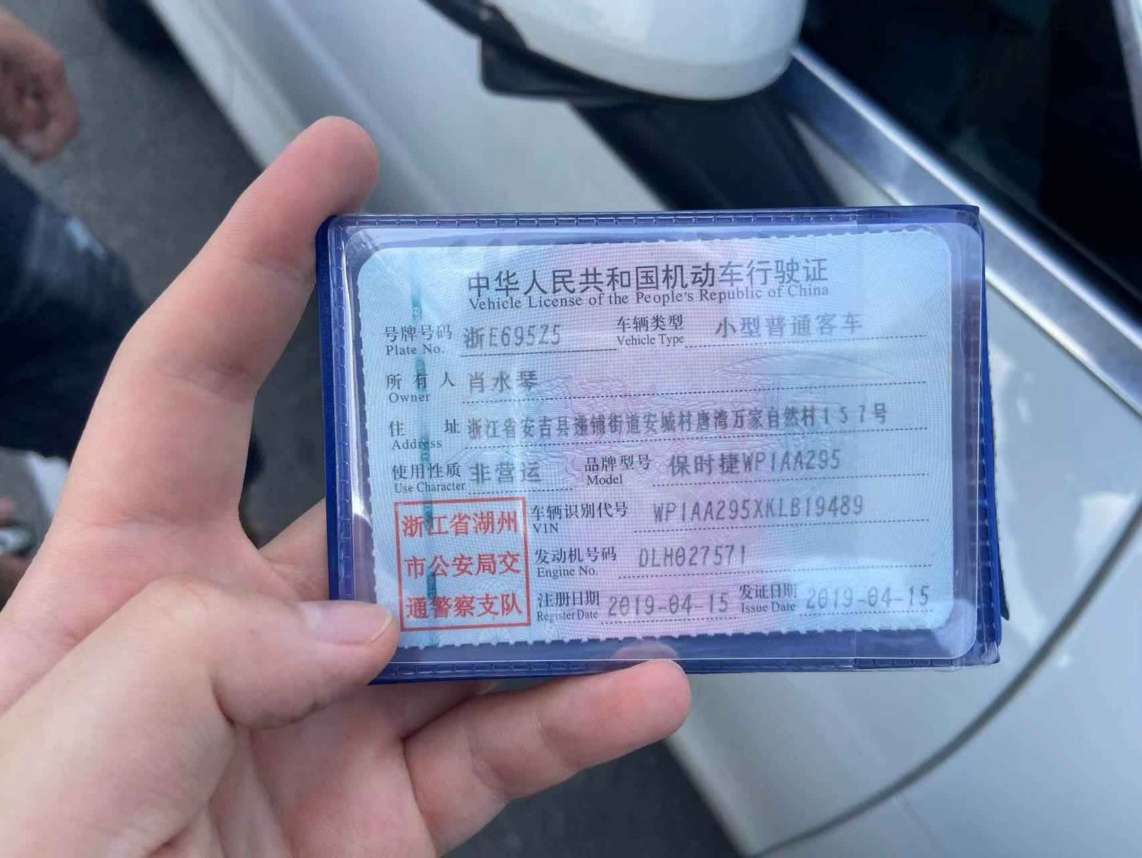 中华人民共和国机动车行驶证
Vehicle License of the People's Republic of China
号牌号码 浙E695Z5 车辆类型 小型普通客车
Plate No. Vehicle Type
所有人 肖水琴
Owner
住址 浙江省安吉县递铺街道安城村唐湾万家自然村157号
Address
使用性质 非营运 品牌型号 保时捷WP1AA295
Use Character Model
浙江省湖州
市公安局交
通警察支队
车辆识别代号 WP1AA295XKLB19489
VIN
发动机号码 DLH027571
Engine No.
注册日期 2019-04-15 发证日期 2019-04-15
Register Date Issue Date